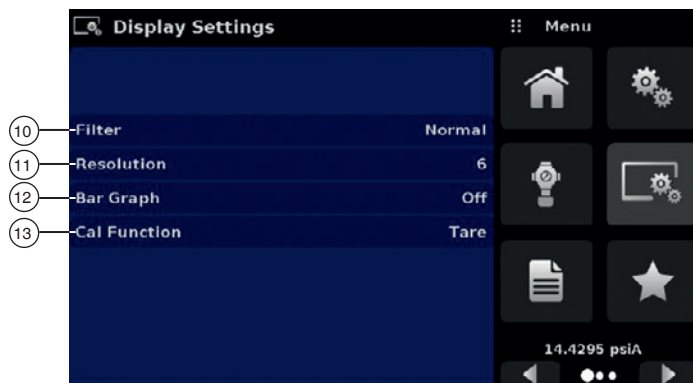 Display Settings
Menu
10 Filter Normal
11 Resolution 6
12 Bar Graph Off
13 Cal Function Tare
14.4295 psiA